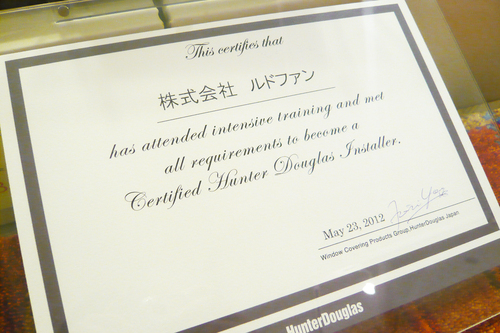 This certifies that
株式会社 ルドファン
has attended intensive training and met
all requirements to become a
Certified Hunter Douglas Installer.
May 23, 2012
Window Covering Products Group,HunterDouglas Japan
HunterDouglas